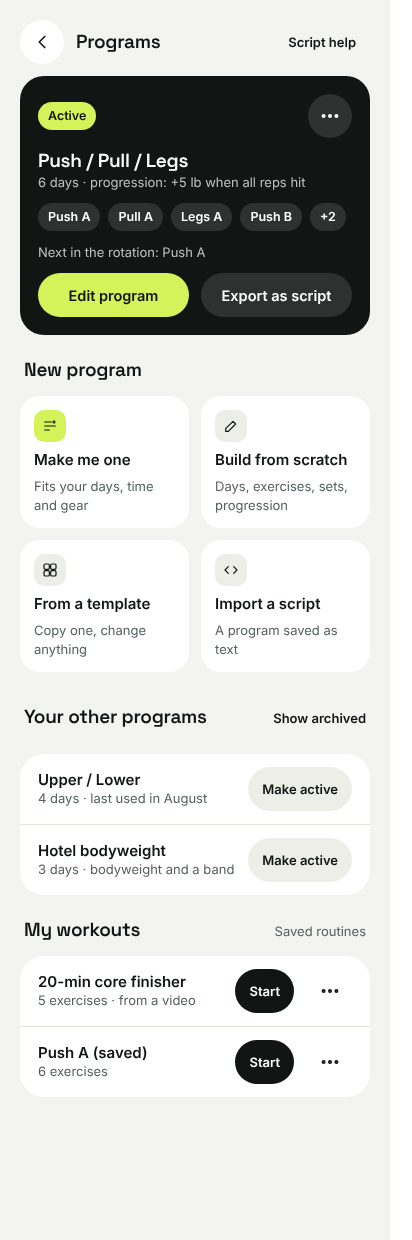 Programs
Script help
Active
Push / Pull / Legs
6 days · progression: +5 lb when all reps hit
Push A
Pull A
Legs A
Push B
+2
Next in the rotation: Push A
Edit program
Export as script
New program
Make me one
Fits your days, time
and gear
Build from scratch
Days, exercises, sets,
progression
From a template
Copy one, change
anything
Import a script
A program saved as
text
Your other programs
Show archived
Upper / Lower
4 days · last used in August
Make active
Hotel bodyweight
3 days · bodyweight and a band
Make active
My workouts
Saved routines
20-min core finisher
5 exercises · from a video
Start
Push A (saved)
6 exercises
Start